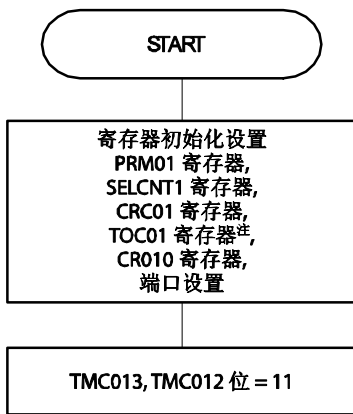 START
寄存器初始化设置
PRM01 寄存器,
SELCNT1 寄存器,
CRC01 寄存器,
TOC01 寄存器注,
CR010 寄存器,
端口设置
TMC013, TMC012 位 = 11